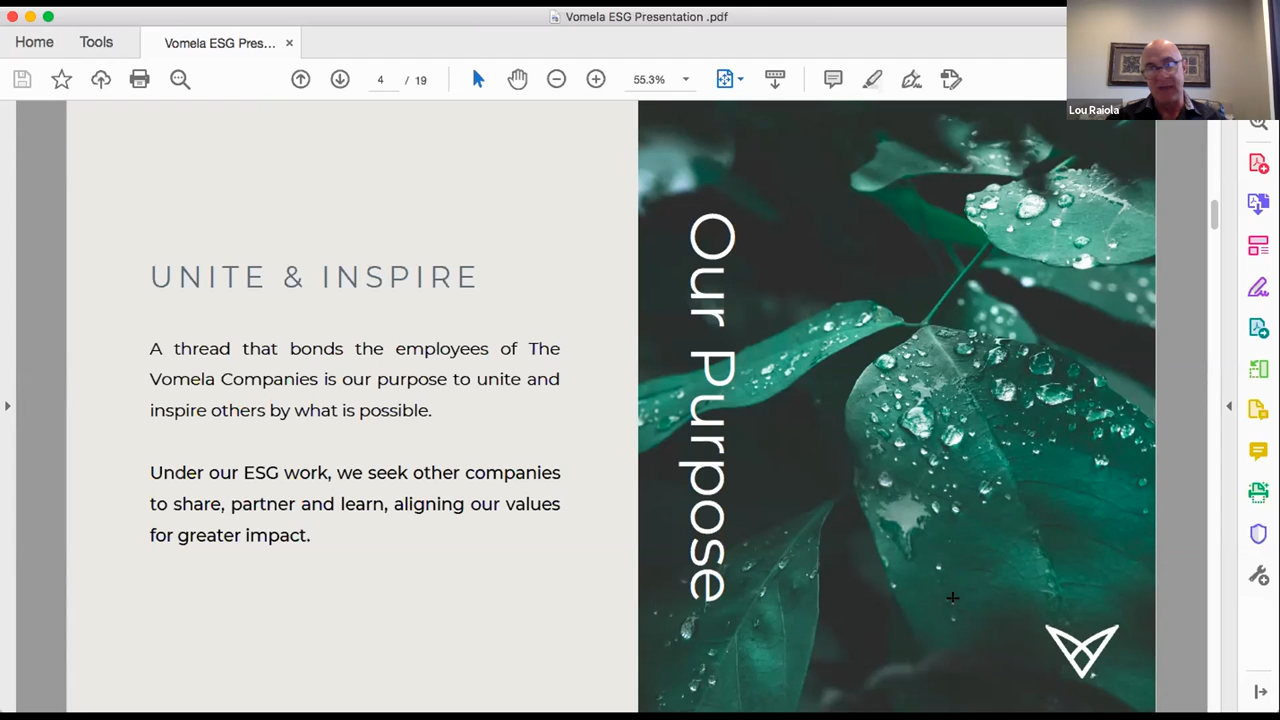 Vomela ESG Presentation .pdf
Home
Tools
Vomela ESG Pres...
4 / 19
55.3%
Lou Raiola
UNITE & INSPIRE
A thread that bonds the employees of The
Vomela Companies is our purpose to unite and
inspire others by what is possible.
Under our ESG work, we seek other companies
to share, partner and learn, aligning our values
for greater impact.
Our Purpose